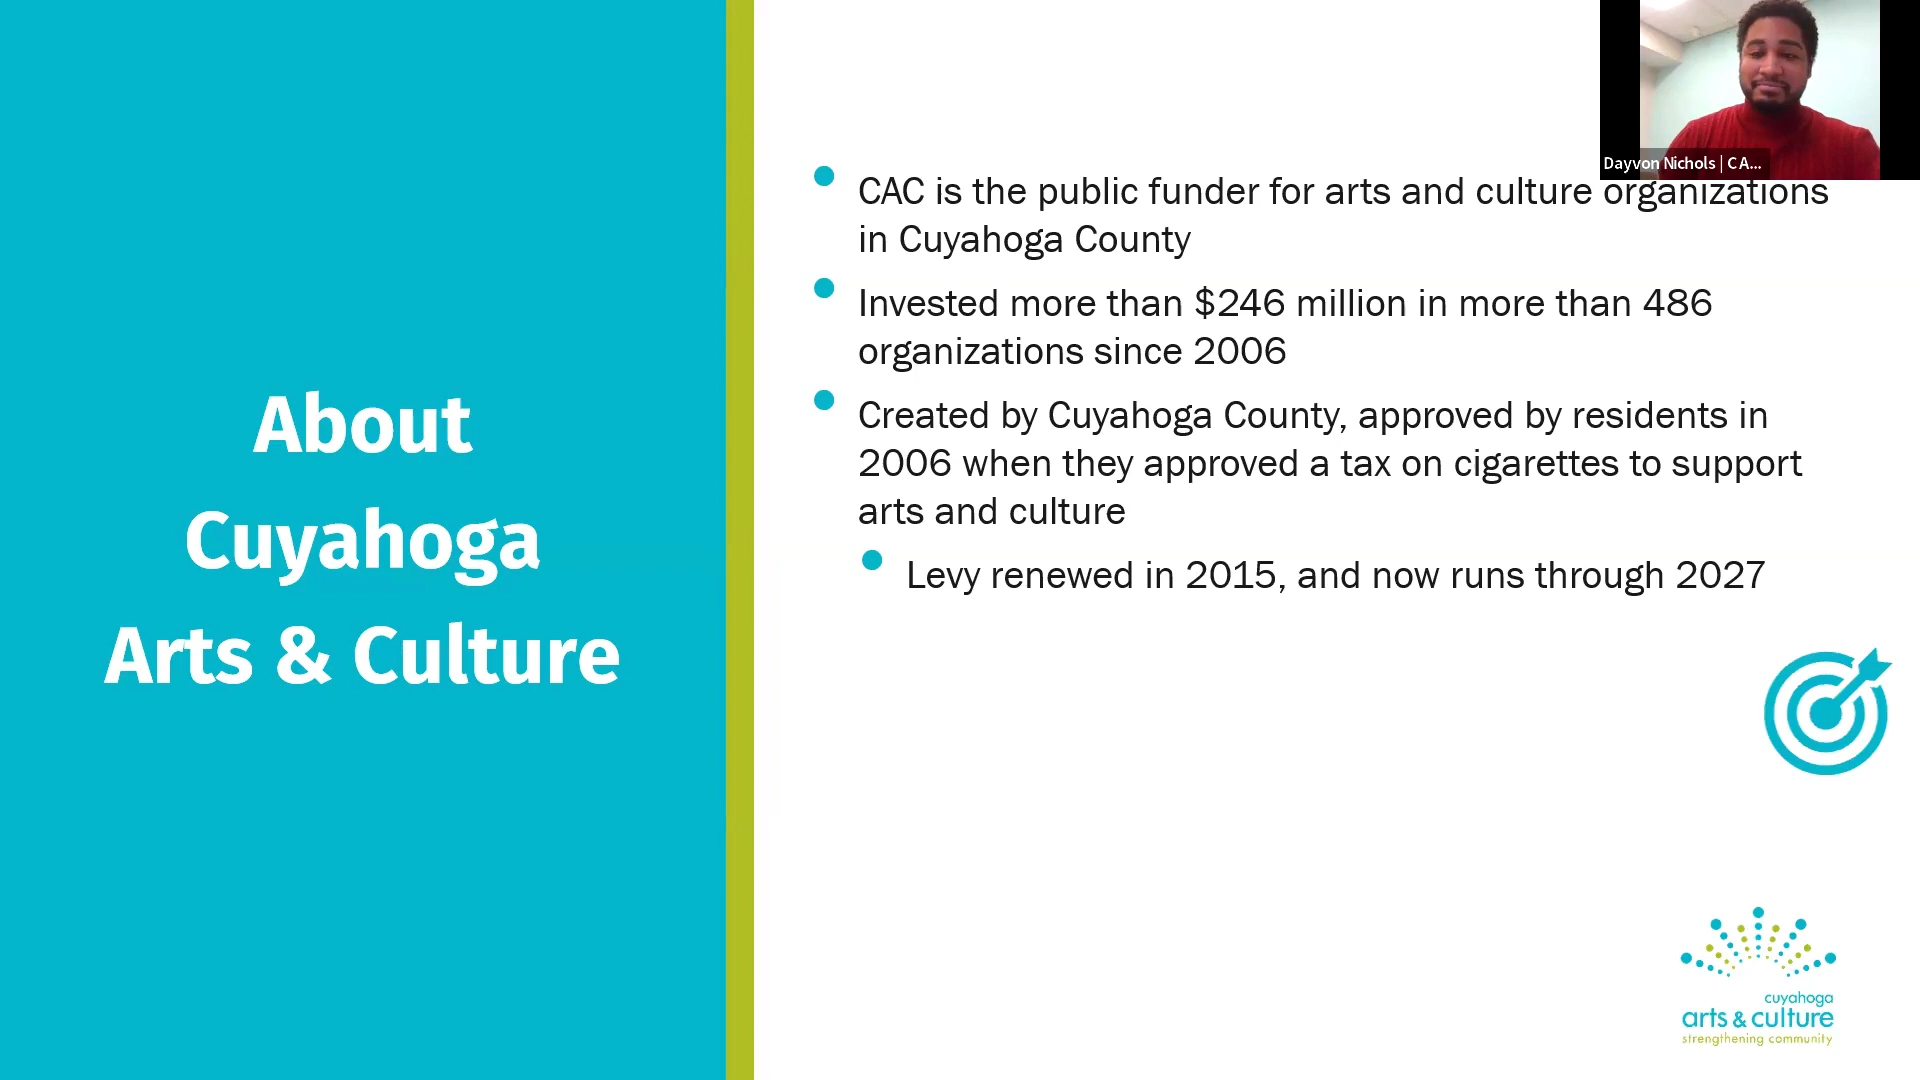 About
Cuyahoga
Arts & Culture
Dayvon Nichols | C A...
CAC is the public funder for arts and culture organizations
in Cuyahoga County
Invested more than $246 million in more than 486
organizations since 2006
Created by Cuyahoga County, approved by residents in
2006 when they approved a tax on cigarettes to support
arts and culture
Levy renewed in 2015, and now runs through 2027
cuyahoga
arts & culture
strengthening community